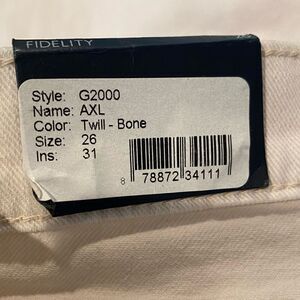 FIDELITY
Style: G2000
Name: AXL
Color: Twill - Bone
Size: 26
Ins: 31
8 78872 34111